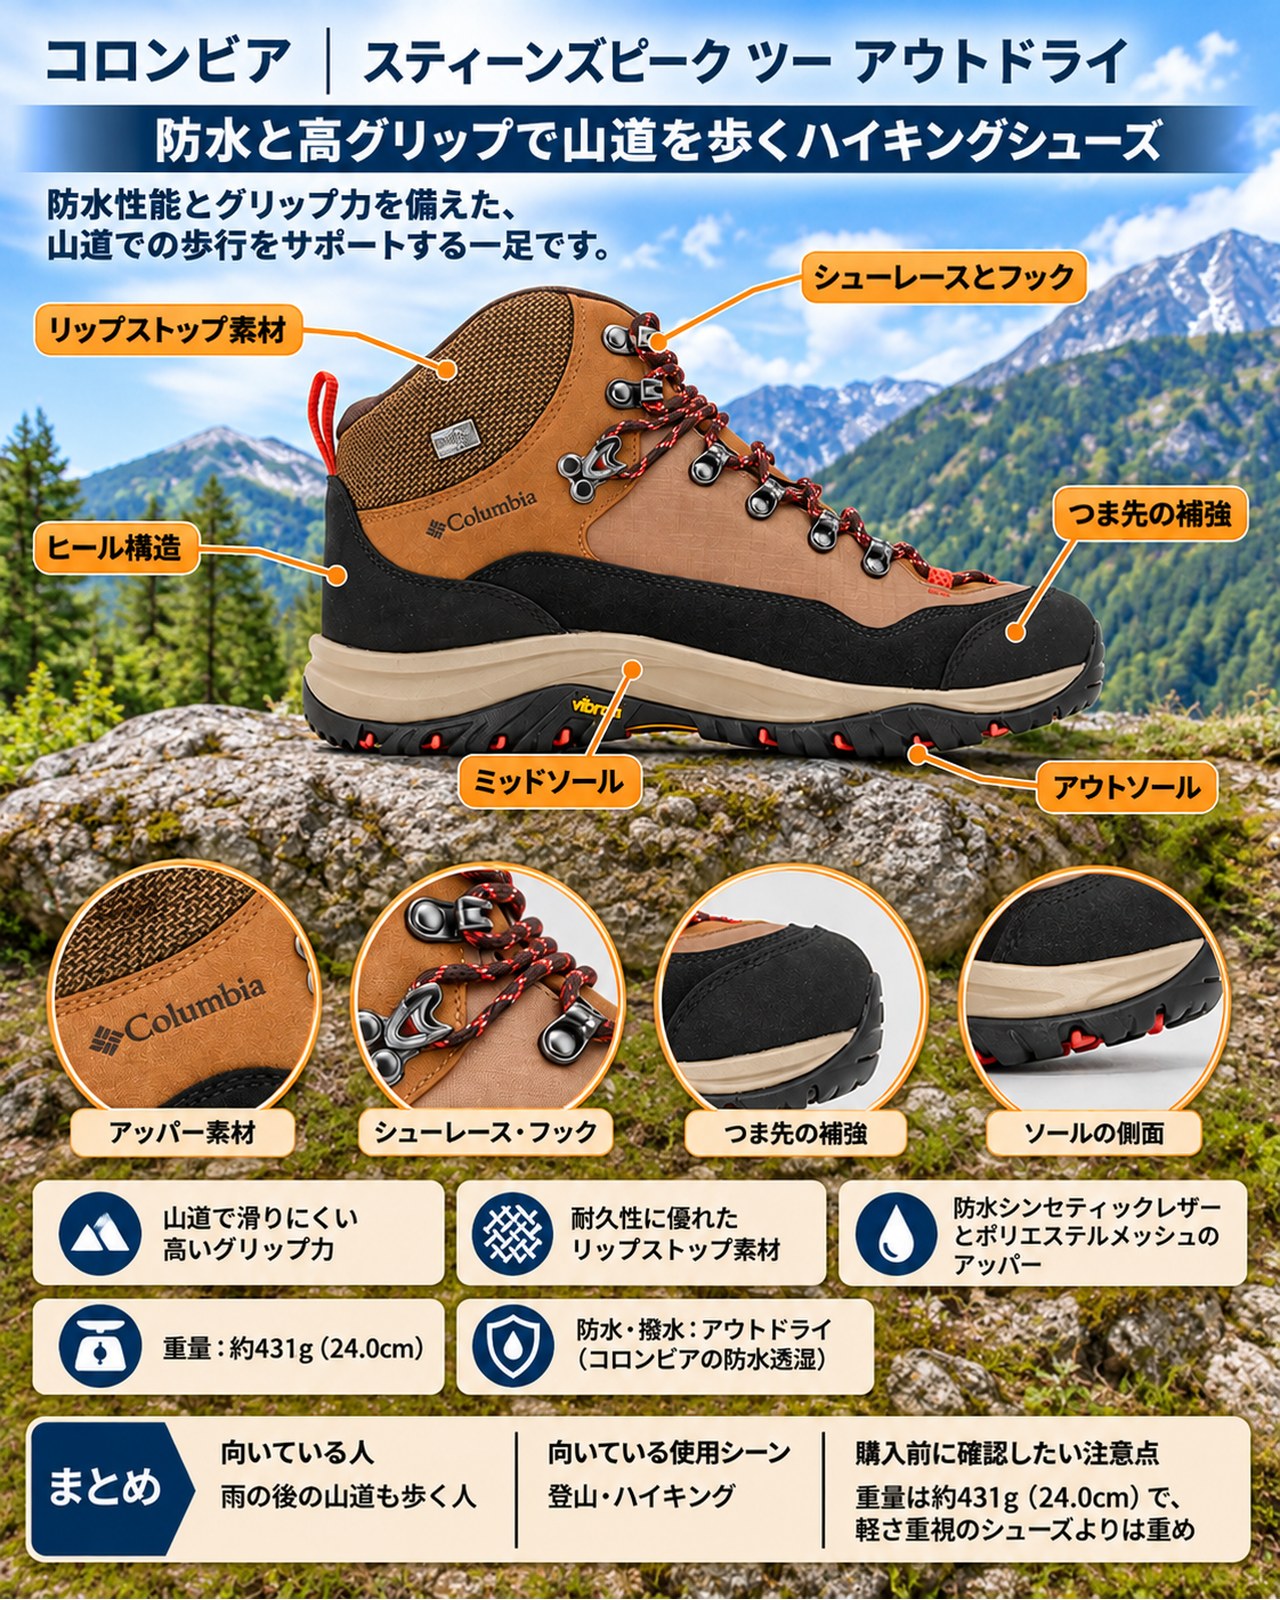 コロンビア | スティーンズピーク ツー アウトドライ
防水と高グリップで山道を歩くハイキングシューズ
防水性能とグリップ力を備えた、
山道での歩行をサポートする一足です。
シューレースとフック
リップストップ素材
つま先の補強
ヒール構造
Columbia
vibram
ミッドソール
アウトソール
Columbia
アッパー素材
シューレース・フック
つま先の補強
ソールの側面
山道で滑りにくい
高いグリップ力
耐久性に優れた
リップストップ素材
防水シンセティックレザー
とポリエステルメッシュの
アッパー
重量：約431g（24.0cm）
防水・撥水：アウトドライ
（コロンビアの防水透湿）
まとめ
向いている人
雨の後の山道も歩く人
向いている使用シーン
登山・ハイキング
購入前に確認したい注意点
重量は約431g（24.0cm）で、
軽さ重視のシューズよりは重め